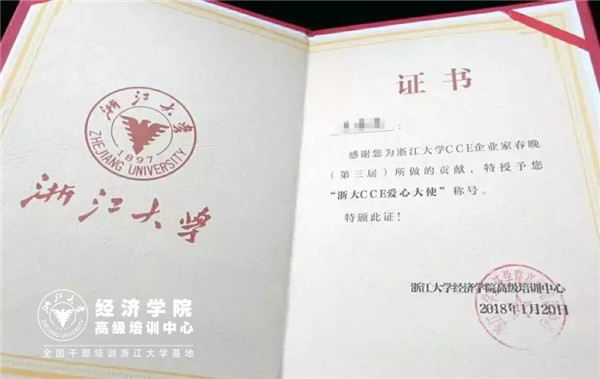 浙江大学
ZHEJIANG UNIVERSITY
1897
浙江大学
浙江大学
经济学院
高级培训中心
全国干部培训浙江大学基地
证书
:
感谢您为浙江大学CCE企业家春晚
(第三届)所做的贡献,特授予您
“浙大CCE爱心大使”称号。
特颁此证!
浙江大学经济学院高级培训中心
2018年1月20日